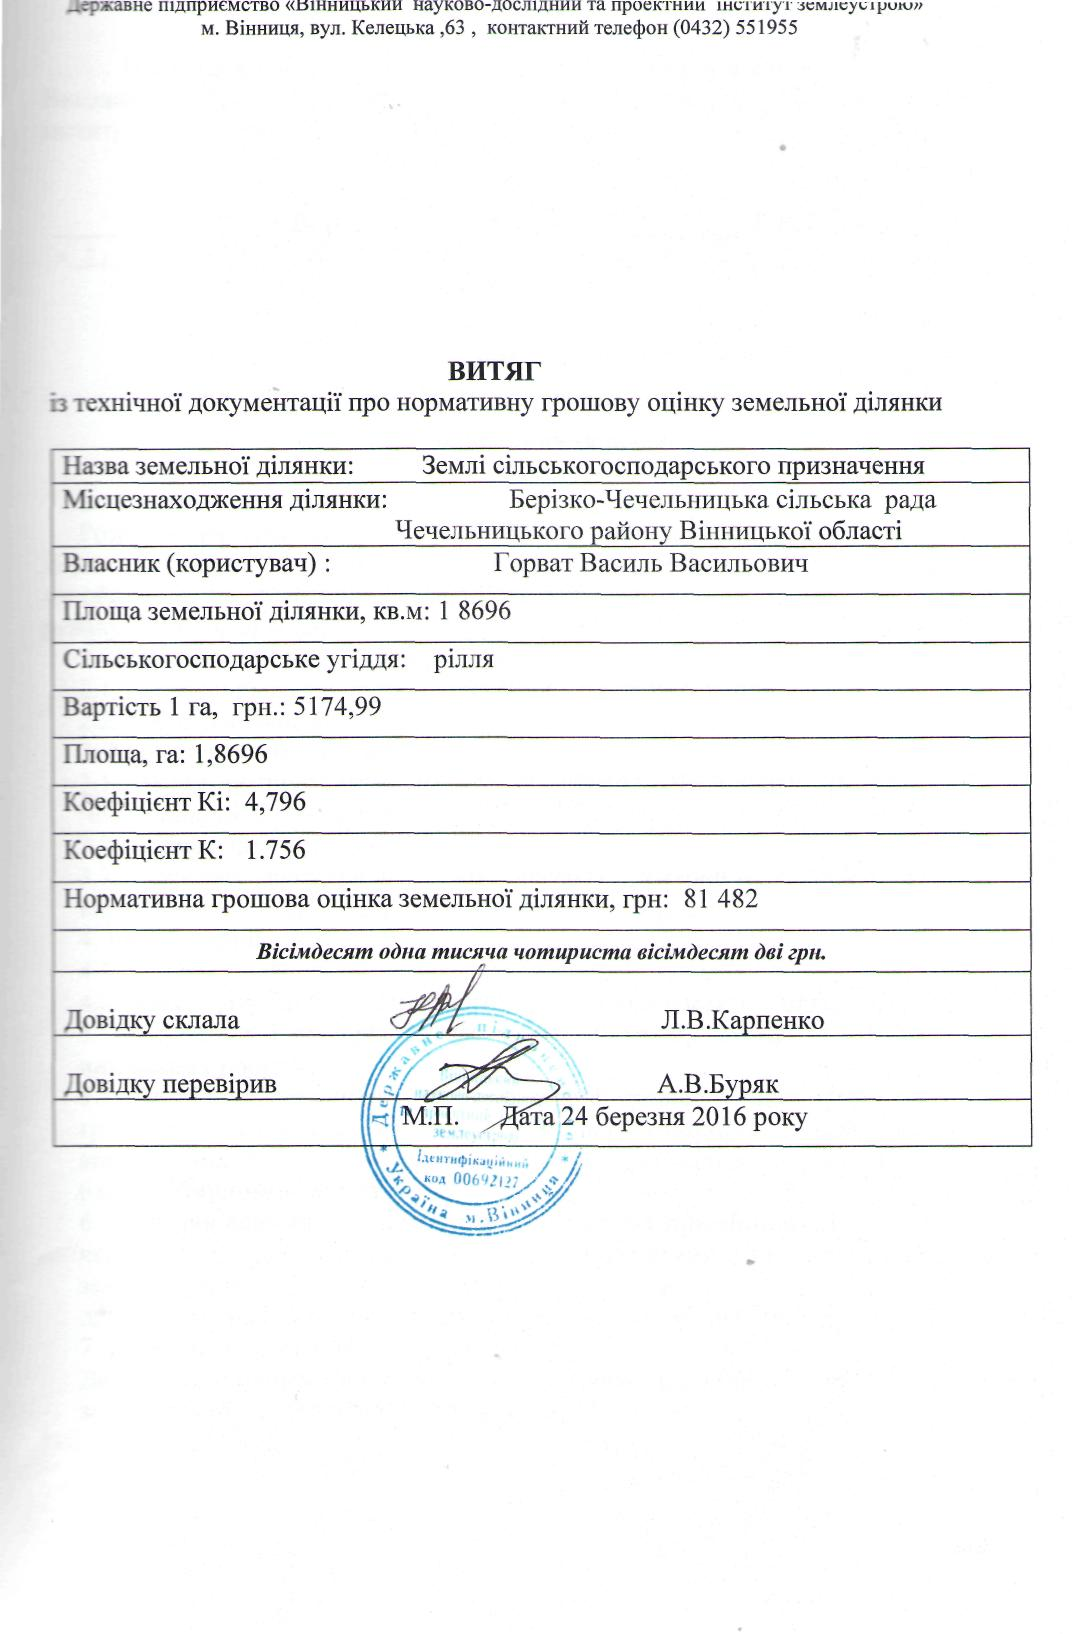 Державне підприємство «Вінницький науково-дослідний та проектний інститут землеустрою»
м. Вінниця, вул. Келецька ,63 , контактний телефон (0432) 551955
ВИТЯГ
із технічної документації про нормативну грошову оцінку земельної ділянки
Назва земельної ділянки: Землі сільськогосподарського призначення
Місцезнаходження ділянки: Берізко-Чечельницька сільська рада
Чечельницького району Вінницької області
Власник (користувач) : Горват Василь Васильович
Площа земельної ділянки, кв.м: 1 8696
Сільськогосподарське угіддя: рілля
Вартість 1 га, грн.: 5174,99
Площа, га: 1,8696
Коефіцієнт Кі: 4,796
Коефіцієнт К: 1.756
Нормативна грошова оцінка земельної ділянки, грн: 81 482
Вісімдесят одна тисяча чотириста вісімдесят дві грн.
Довідку склала Л.В.Карпенко
Довідку перевірив А.В.Буряк
М.П. Дата 24 березня 2016 року
Державне підприємство
землеустрою
Ідентифікаційний
код 00692127
* Україна м.Вінниця *